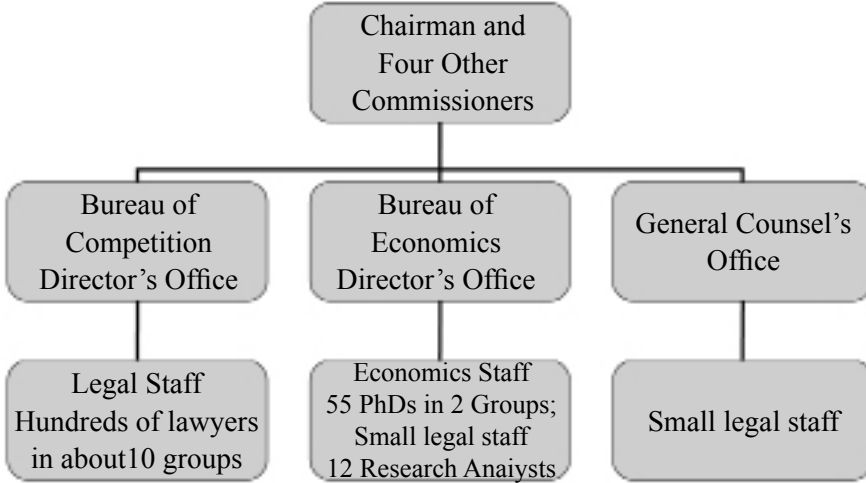 Chairman and
Four Other
Commissioners
Bureau of
Competition
Director’s Office
Bureau of
Economics
Director’s Office
General Counsel’s
Office
Legal Staff
Hundreds of lawyers
in about10 groups
Economics Staff
55 PhDs in 2 Groups;
Small legal staff
12 Research Anaiysts
Small legal staff